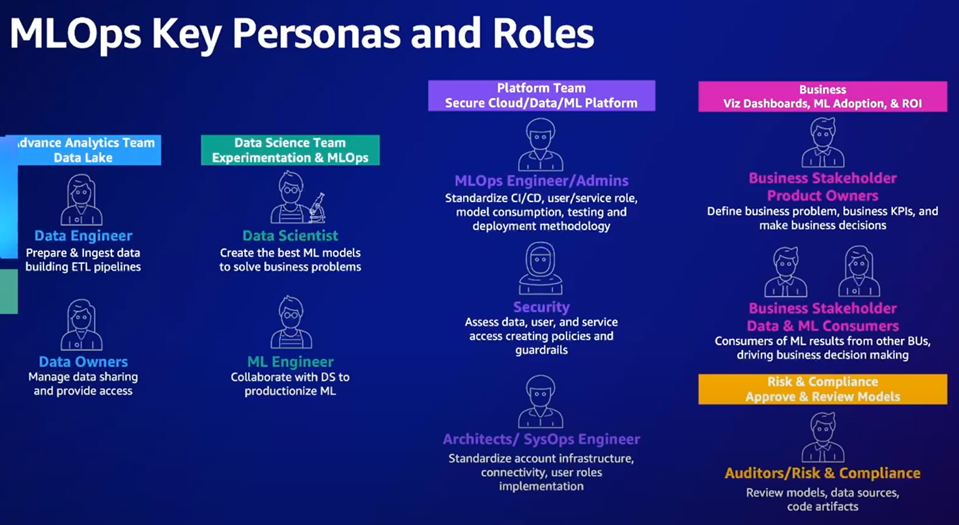 MLOps Key Personas and Roles
dvance Analytics Team
Data Lake
Data Engineer
Prepare & Ingest data
building ETL pipelines
Data Owners
Manage data sharing
and provide access
Data Science Team
Experimentation & MLOps
Data Scientist
Create the best ML models
to solve business problems
ML Engineer
Collaborate with DS to
productionize ML
Platform Team
Secure Cloud/Data/ML Platform
MLOps Engineer/Admins
Standardize CI/CD, user/service role,
model consumption, testing and
deployment methodology
Security
Assess data, user, and service
access creating policies and
guardrails
Architects/ SysOps Engineer
Standardize account infrastructure,
connectivity, user roles
implementation
Business
Viz Dashboards, ML Adoption, & ROI
Business Stakeholder
Product Owners
Define business problem, business KPIs, and
make business decisions
Business Stakeholder
Data & ML Consumers
Consumers of ML results from other BUs,
driving business decision making
Risk & Compliance
Approve & Review Models
Auditors/Risk & Compliance
Review models, data sources,
code artifacts